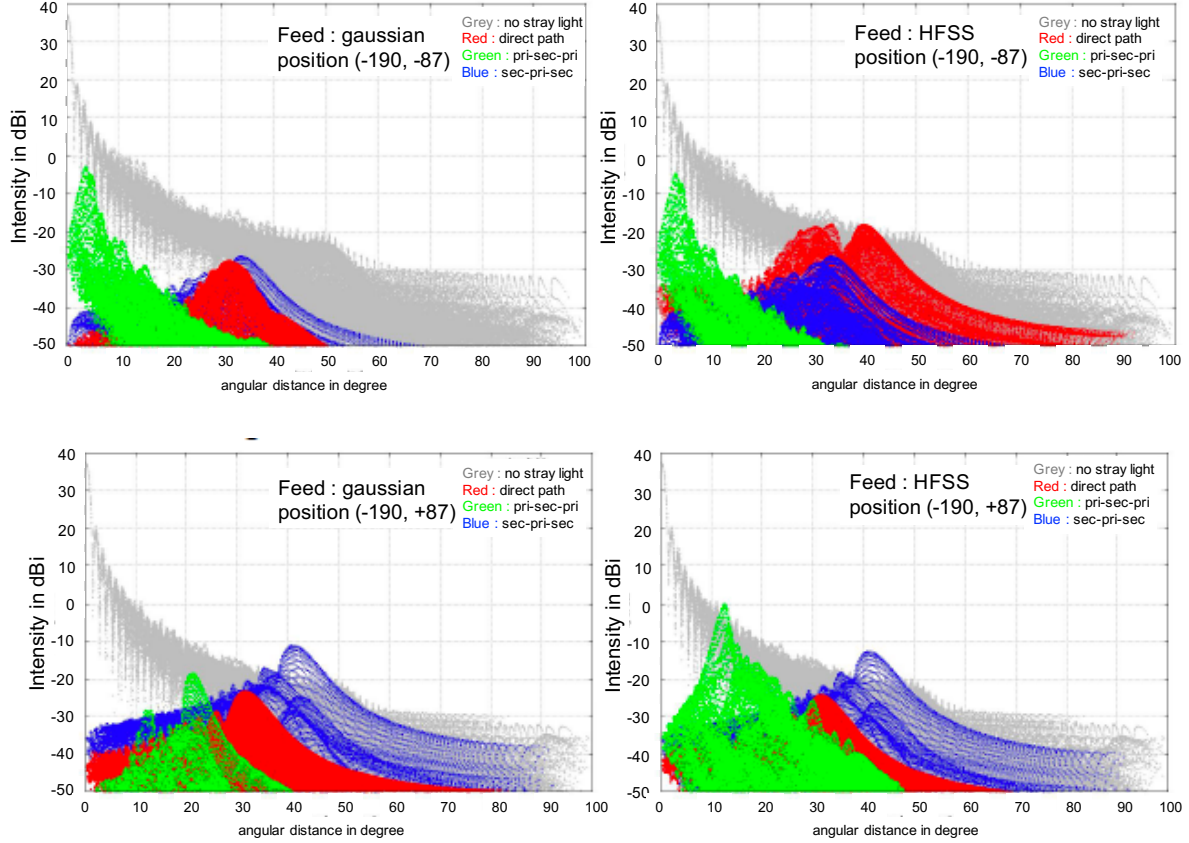 Feed : gaussian
position (-190, -87)
Grey : no stray light
Red : direct path
Green : pri-sec-pri
Blue : sec-pri-sec
Intensity in dBi
40
30
20
10
0
-10
-20
-30
-40
-50
0 10 20 30 40 50 60 70 80 90 100
angular distance in degree
Feed : HFSS
position (-190, -87)
Grey : no stray light
Red : direct path
Green : pri-sec-pri
Blue : sec-pri-sec
Intensity in dBi
40
30
20
10
0
-10
-20
-30
-40
-50
0 10 20 30 40 50 60 70 80 90 100
angular distance in degree
Feed : gaussian
position (-190, +87)
Grey : no stray light
Red : direct path
Green : pri-sec-pri
Blue : sec-pri-sec
Intensity in dBi
40
30
20
10
0
-10
-20
-30
-40
-50
0 10 20 30 40 50 60 70 80 90 100
angular distance in degree
Feed : HFSS
position (-190, +87)
Grey : no stray light
Red : direct path
Green : pri-sec-pri
Blue : sec-pri-sec
Intensity in dBi
40
30
20
10
0
-10
-20
-30
-40
-50
0 10 20 30 40 50 60 70 80 90 100
angular distance in degree